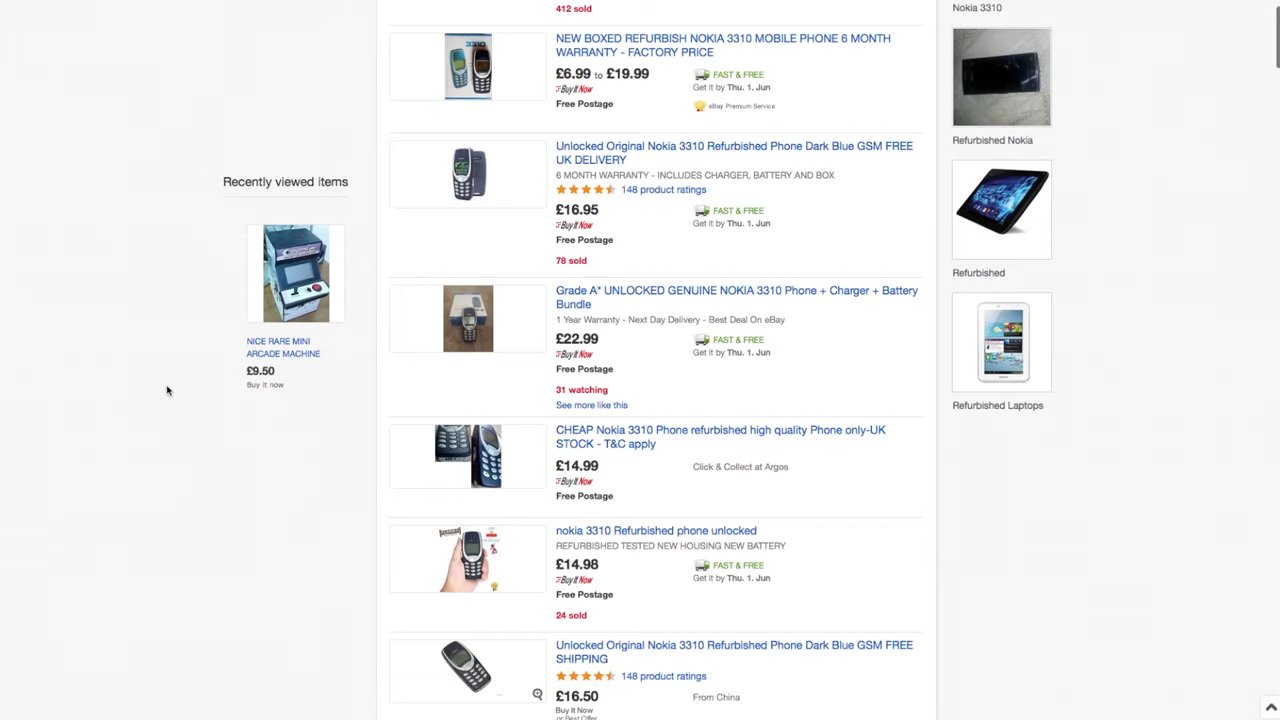 412 sold
NEW BOXED REFURBISH NOKIA 3310 MOBILE PHONE 6 MONTH
WARRANTY - FACTORY PRICE
£6.99 to £19.99
FAST & FREE
Buy It Now
Get it by Thu. 1. Jun
Free Postage
eBay Premium Service
Unlocked Original Nokia 3310 Refurbished Phone Dark Blue GSM FREE
UK DELIVERY
6 MONTH WARRANTY - INCLUDES CHARGER, BATTERY AND BOX
148 product ratings
£16.95
FAST & FREE
Buy It Now
Get it by Thu. 1. Jun
Free Postage
78 sold
Grade A* UNLOCKED GENUINE NOKIA 3310 Phone + Charger + Battery
Bundle
1 Year Warranty - Next Day Delivery - Best Deal On eBay
£22.99
FAST & FREE
Buy It Now
Get it by Thu. 1. Jun
Free Postage
31 watching
See more like this
CHEAP Nokia 3310 Phone refurbished high quality Phone only-UK
STOCK - T&C apply
£14.99
Click & Collect at Argos
Buy It Now
Free Postage
nokia 3310 Refurbished phone unlocked
REFURBISHED TESTED NEW HOUSING NEW BATTERY
£14.98
FAST & FREE
Buy It Now
Get it by Thu. 1. Jun
Free Postage
24 sold
Unlocked Original Nokia 3310 Refurbished Phone Dark Blue GSM FREE
SHIPPING
148 product ratings
£16.50
From China
Buy It Now
or Best Offer
Recently viewed items
NICE RARE MINI
ARCADE MACHINE
£9.50
Buy it now
Nokia 3310
Refurbished Nokia
Refurbished
Refurbished Laptops